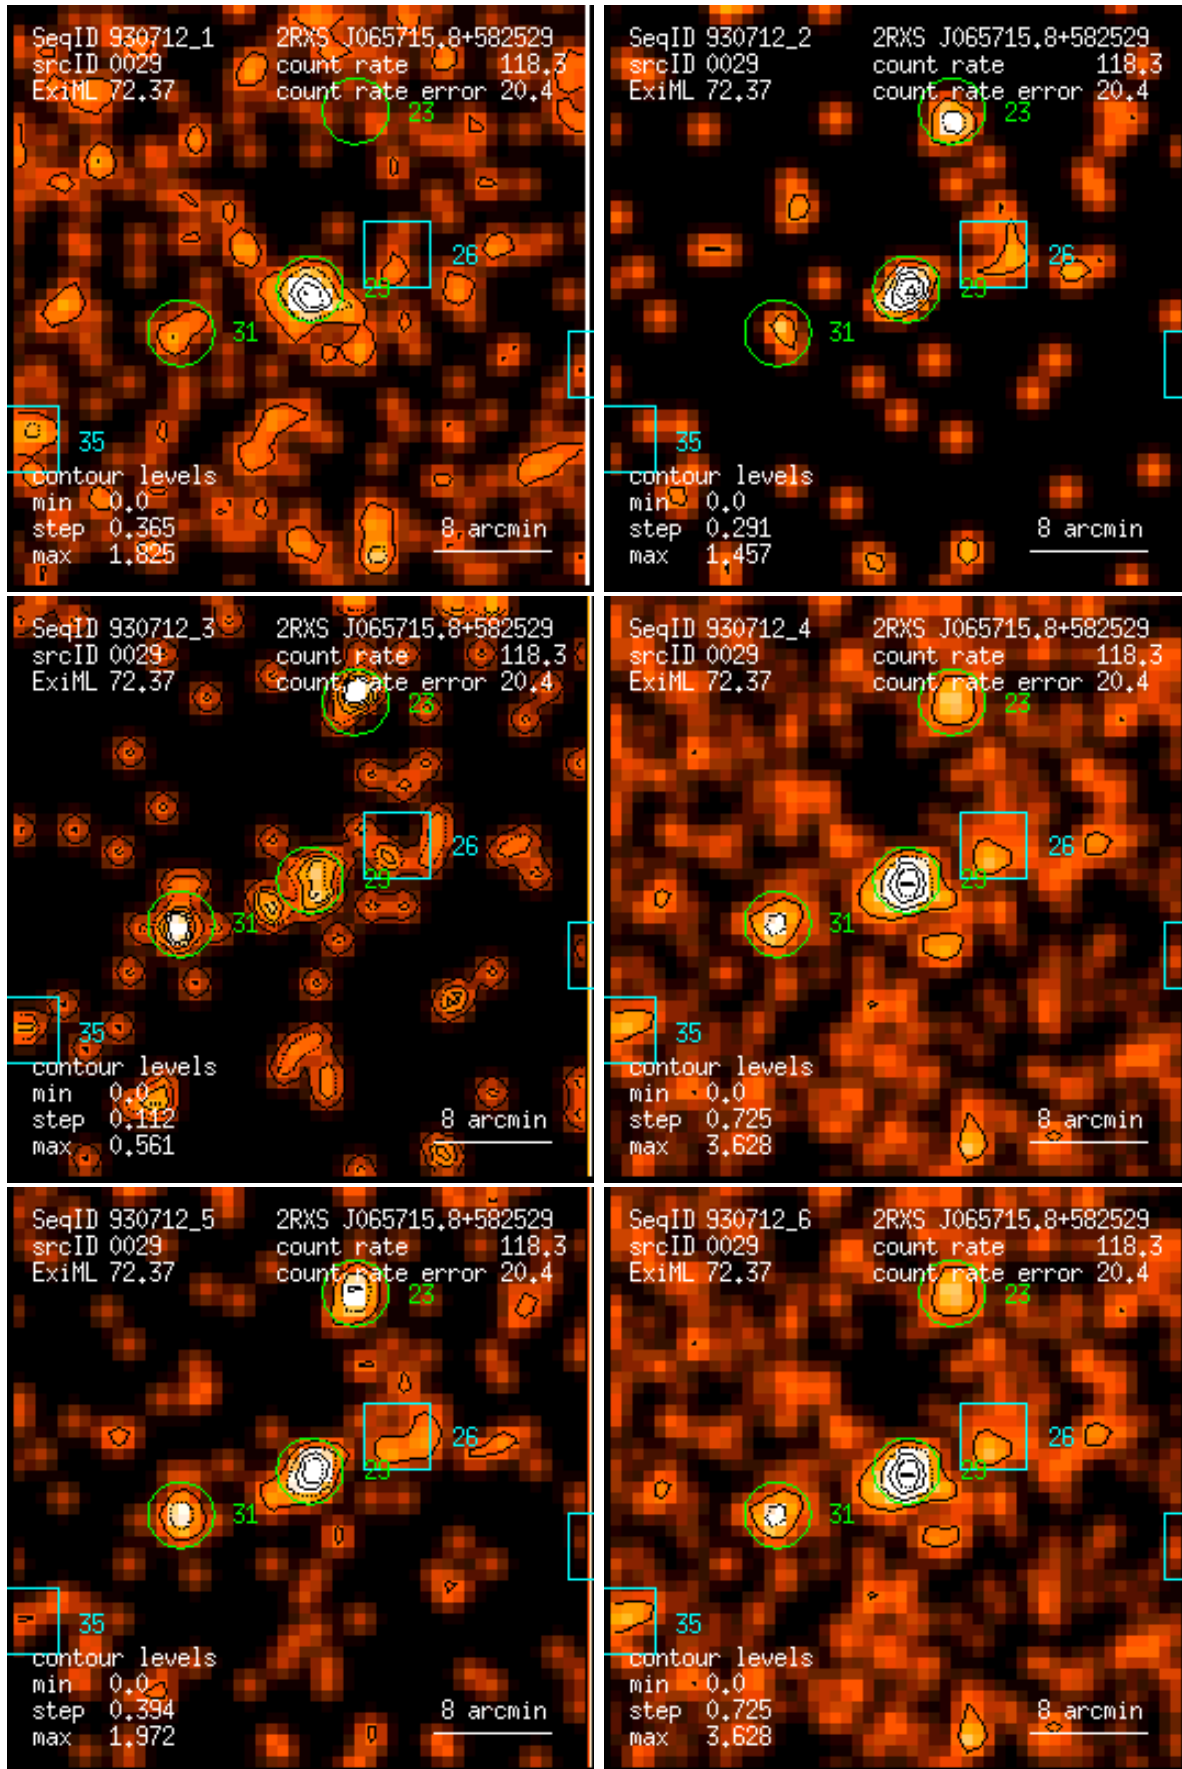 SeqID 930712_1 2RXS J065715.8+582529
srcID 0029 count rate 118.3
ExiML 72.37 count rate error 20.4
23
26
29
31
35
contour levels
min 0.0
step 0.365 8 arcmin
max 1.825
SeqID 930712_2 2RXS J065715.8+582529
srcID 0029 count rate 118.3
ExiML 72.37 count rate error 20.4
23
26
29
31
35
contour levels
min 0.0
step 0.291 8 arcmin
max 1.457
SeqID 930712_3 2RXS J065715.8+582529
srcID 0029 count rate 118.3
ExiML 72.37 count rate error 20.4
23
26
29
31
35
contour levels
min 0.0
step 0.112 8 arcmin
max 0.561
SeqID 930712_4 2RXS J065715.8+582529
srcID 0029 count rate 118.3
ExiML 72.37 count rate error 20.4
23
26
29
31
35
contour levels
min 0.0
step 0.725 8 arcmin
max 3.628
SeqID 930712_5 2RXS J065715.8+582529
srcID 0029 count rate 118.3
ExiML 72.37 count rate error 20.4
23
26
29
31
35
contour levels
min 0.0
step 0.394 8 arcmin
max 1.972
SeqID 930712_6 2RXS J065715.8+582529
srcID 0029 count rate 118.3
ExiML 72.37 count rate error 20.4
23
26
29
31
35
contour levels
min 0.0
step 0.725 8 arcmin
max 3.628